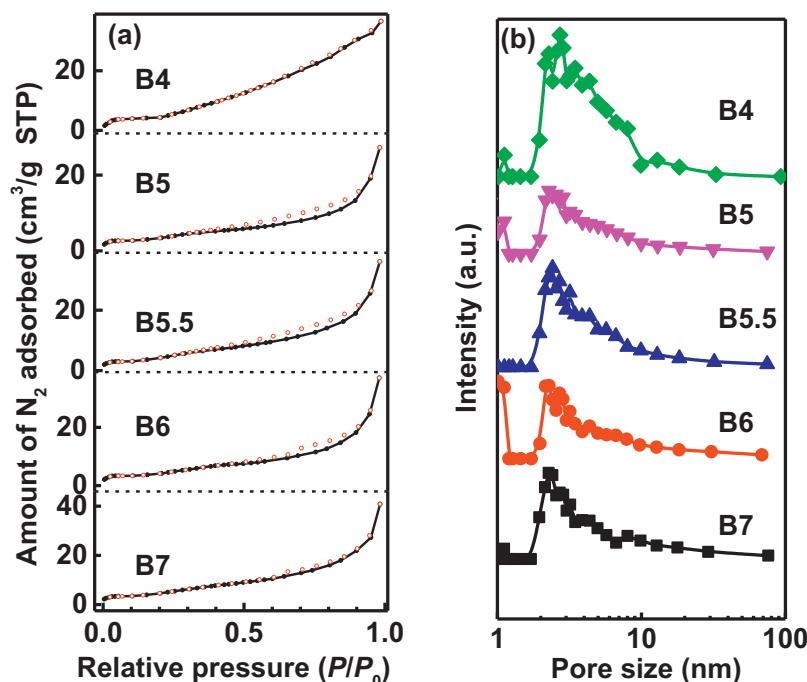 (a)
B4
20
0
B5
20
0
B5.5
20
0
B6
20
0
B7
40
20
0
0.0 0.5 1.0
Relative pressure (P/P₀)
Amount of N₂ adsorbed (cm³/g STP)
(b)
B4
B5
B5.5
B6
B7
1 10 100
Pore size (nm)
Intensity (a.u.)